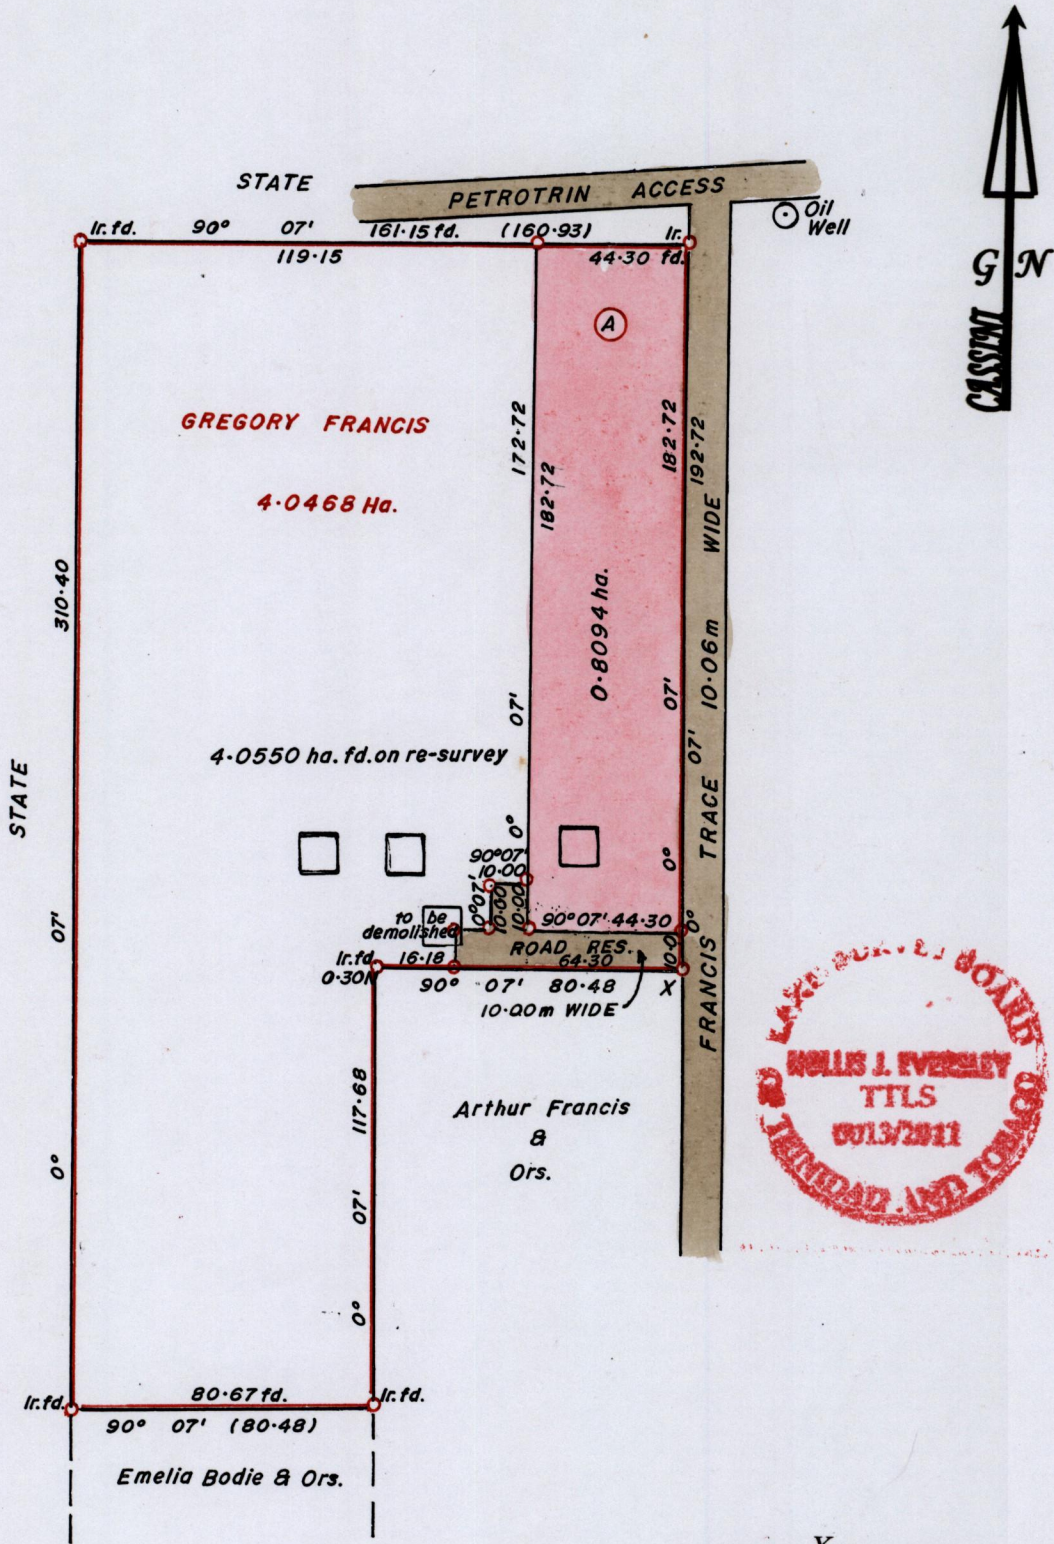 STATE
PETROTRIN ACCESS
Oil
Well
Ir. fd. 90° 07' 161·15 fd. (160·93) Ir.
119·15 44·30 fd.
G N
CASSINI
A
GREGORY FRANCIS
4·0468 Ha.
172·72
182·72
182·72
192·72
310·40
0·8094 ha.
FRANCIS TRACE 10·06m WIDE
07'
07'
07'
4·0550 ha. fd. on re-survey
STATE
0°
0°
0°
90°07'
10·00
0°07'
10·00
10·00
to be
demolished
90°07' 44·30
ROAD RES.
10·0
64·30
Ir.fd. 16·18
0·30N
90° 07' 80·48 X
10·00m WIDE
07'
0°
117·68
07'
0°
Arthur Francis
&
Ors.
SURVEY BOARD
TRINIDAD AND TOBAGO
HOLLIS J. EVERSLEY
TTLS
0013/2011
Ir.fd. 80·67 fd. Ir.fd.
90° 07' (80·48)
Emelia Bodie & Ors.